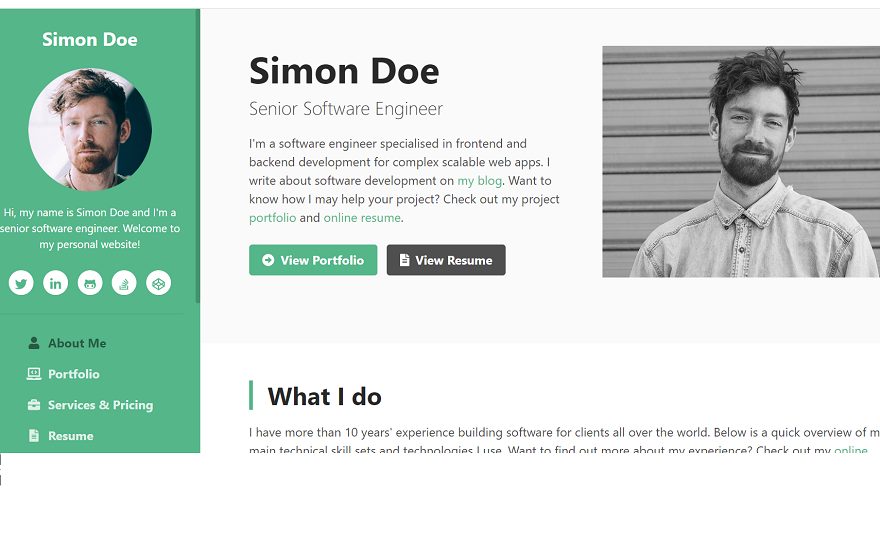 Simon Doe
Hi, my name is Simon Doe and I'm a
senior software engineer. Welcome to
my personal website!
About Me
Portfolio
Services & Pricing
Resume
Simon Doe
Senior Software Engineer
I'm a software engineer specialised in frontend and
backend development for complex scalable web apps. I
write about software development on my blog. Want to
know how I may help your project? Check out my project
portfolio and online resume.
View Portfolio
View Resume
What I do
I have more than 10 years' experience building software for clients all over the world. Below is a quick overview of
main technical skill sets and technologies I use. Want to find out more about my experience? Check out my online